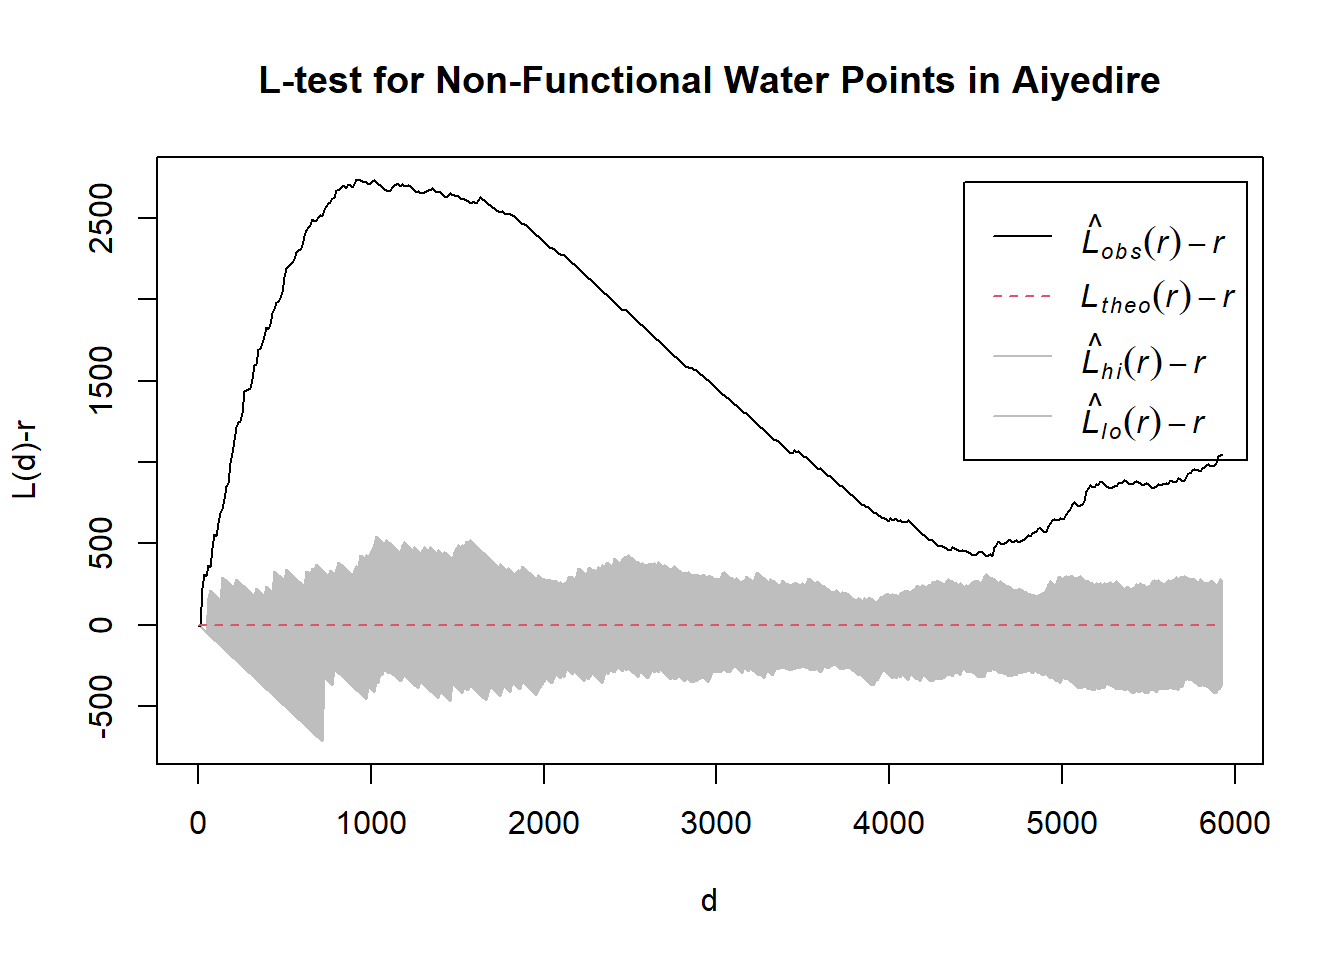 L-test for Non-Functional Water Points in Aiyedire
L(d)-r
2500
1500
500
0
-500
L̂obs(r) − r
Ltheo(r) − r
L̂hi(r) − r
L̂lo(r) − r
0 1000 2000 3000 4000 5000 6000
d